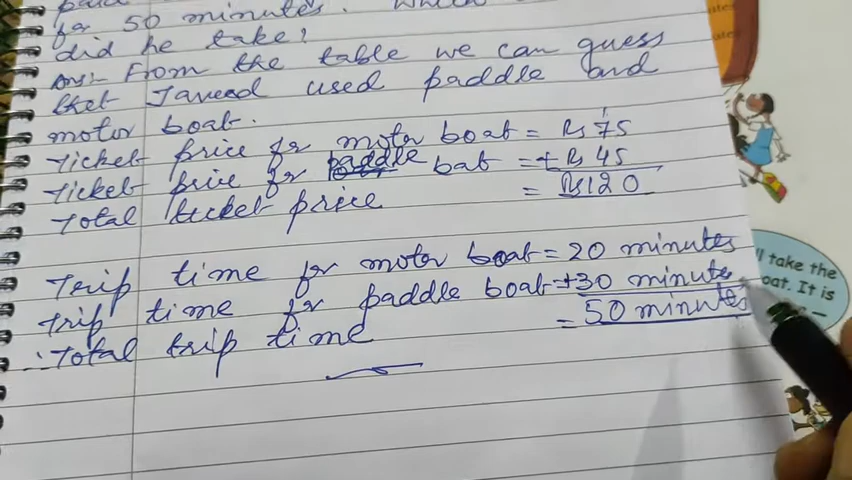 for 50 minutes.
did he take?
Ans:- From the table we can guess
that Javeed used paddle and
motor boat.
Ticket price for motor boat = Rs 75
Ticket price for paddle bat = + Rs 45
Total ticket price = Rs 120
Trip time for motor boat = 20 minutes
Trip time for paddle boat = +30 minutes
∴ Total trip time = 50 minutes
ll take the
oat. It is